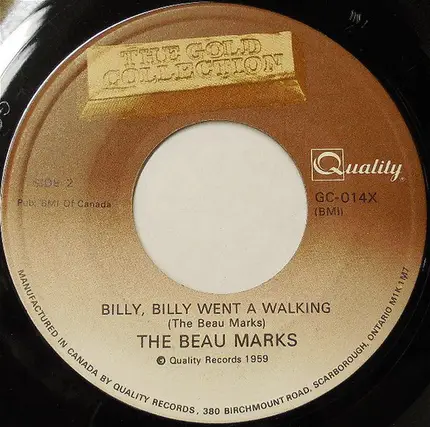 THE GOLD
COLLECTION
Quality®
SIDE 2
GC-014X
Pub: BMI Of Canada
(BMI)
BILLY, BILLY WENT A WALKING
(The Beau Marks)
THE BEAU MARKS
© Quality Records 1959
MANUFACTURED IN CANADA BY QUALITY RECORDS, 380 BIRCHMOUNT ROAD, SCARBOROUGH, ONTARIO M1K 1M7